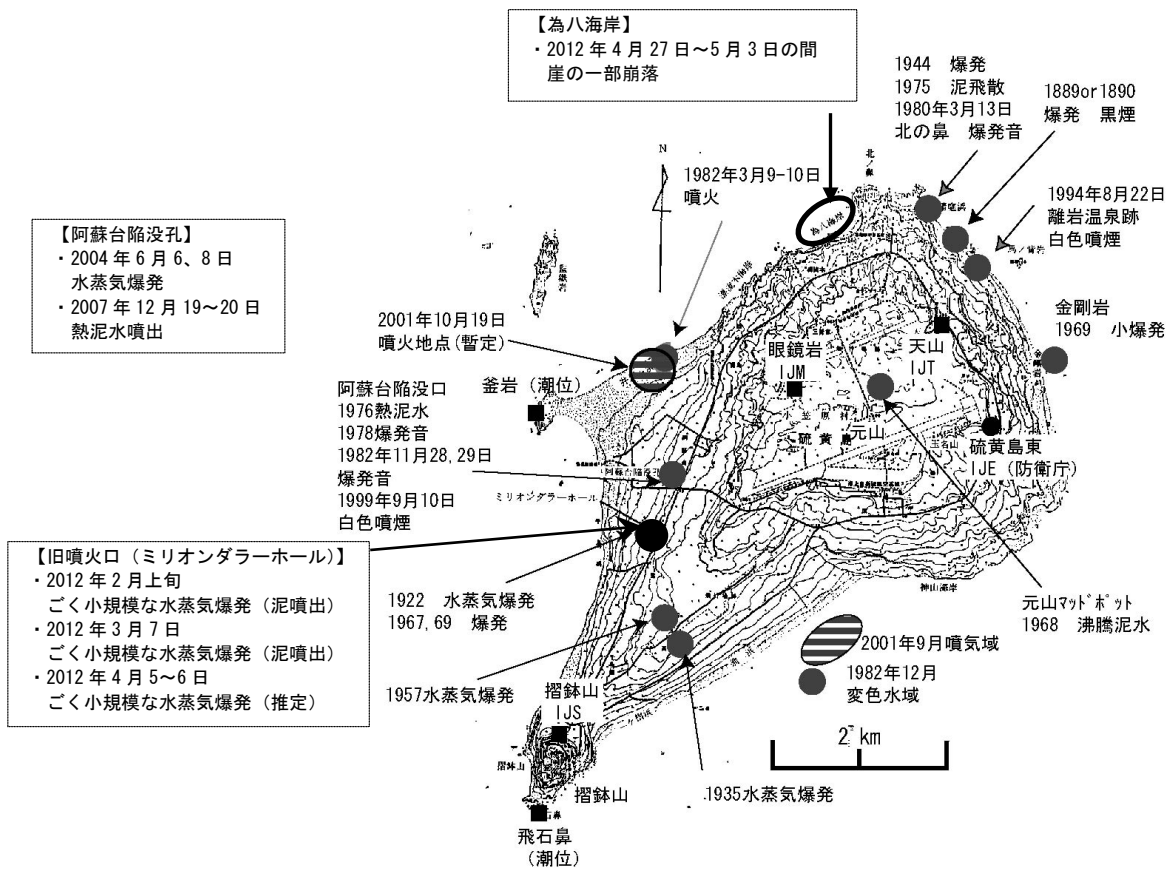 【為八海岸】
・2012 年 4 月 27 日～5 月 3 日の間
崖の一部崩落
1944 爆発
1975 泥飛散
1980年3月13日
北の鼻 爆発音
1889or1890
爆発 黒煙
1994年8月22日
離岩温泉跡
白色噴煙
金剛岩
1969 小爆発
N
北ノ鼻
1982年3月9-10日
噴火
為八海岸
【阿蘇台陥没孔】
・2004 年 6 月 6、8 日
水蒸気爆発
・2007 年 12 月 19～20 日
熱泥水噴出
2001年10月19日
噴火地点(暫定)
釜岩（潮位）
阿蘇台陥没口
1976熱泥水
1978爆発音
1982年11月28,29日
爆発音
1999年9月10日
白色噴煙
眼鏡岩
IJM
天山
IJT
元山
硫黄島
玉名山
硫黄島東
IJE（防衛庁）
阿蘇台陥没孔
ミリオンダラーホール
【旧噴火口（ミリオンダラーホール）】
・2012 年 2 月上旬
ごく小規模な水蒸気爆発（泥噴出）
・2012 年 3 月 7 日
ごく小規模な水蒸気爆発（泥噴出）
・2012 年 4 月 5～6 日
ごく小規模な水蒸気爆発（推定）
1922 水蒸気爆発
1967,69 爆発
1957水蒸気爆発
神山海岸
元山マッドポット
1968 沸騰泥水
2001年9月噴気域
1982年12月
変色水域
2 km
摺鉢山
IJS
摺鉢山
摺鉢山
1935水蒸気爆発
飛石鼻
（潮位）